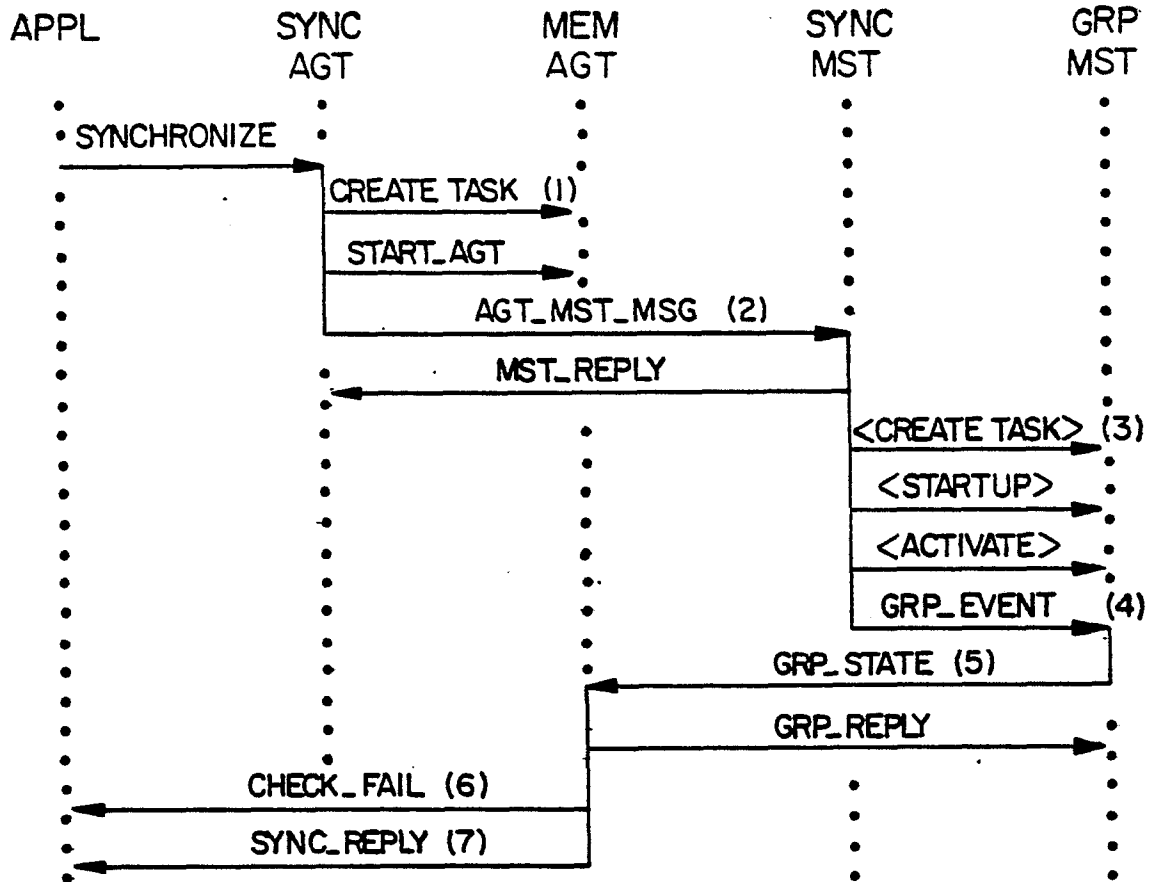 APPL SYNC MEM SYNC GRP
AGT AGT MST MST
SYNCHRONIZE
CREATE TASK (1)
START_AGT
AGT_MST_MSG (2)
MST_REPLY
<CREATE TASK> (3)
<STARTUP>
<ACTIVATE>
GRP_EVENT (4)
GRP_STATE (5)
GRP_REPLY
CHECK_FAIL (6)
SYNC_REPLY (7)